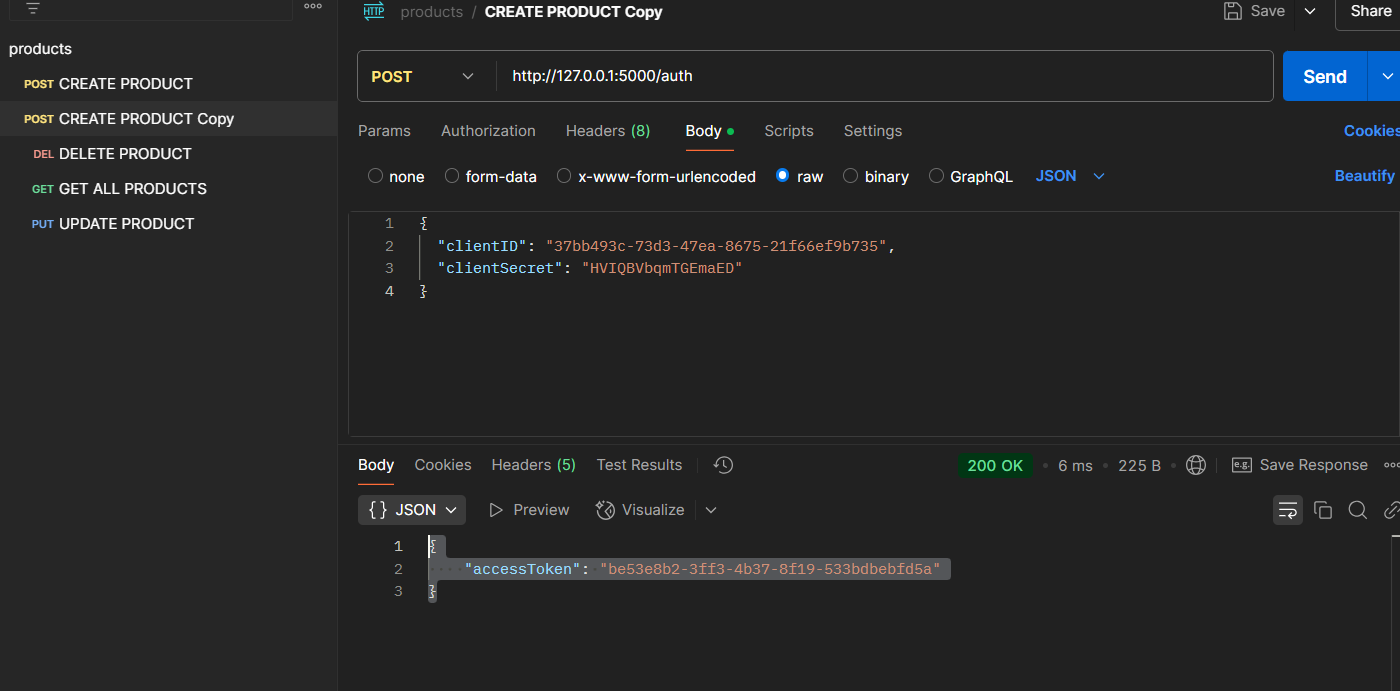 products / CREATE PRODUCT Copy
Save
Share
products
POST CREATE PRODUCT
POST CREATE PRODUCT Copy
DEL DELETE PRODUCT
GET GET ALL PRODUCTS
PUT UPDATE PRODUCT
HTTP
POST
http://127.0.0.1:5000/auth
Send
Params Authorization Headers (8) Body Scripts Settings Cookies
none form-data x-www-form-urlencoded raw binary GraphQL JSON Beautify
1 {
2 "clientID": "37bb493c-73d3-47ea-8675-21f66ef9b735",
3 "clientSecret": "HVIQBVbqmTGEmaED"
4 }
Body Cookies Headers (5) Test Results
200 OK • 6 ms • 225 B • e.g. Save Response
{} JSON Preview Visualize
1 {
2 "accessToken": "be53e8b2-3ff3-4b37-8f19-533bdbebfd5a"
3 }